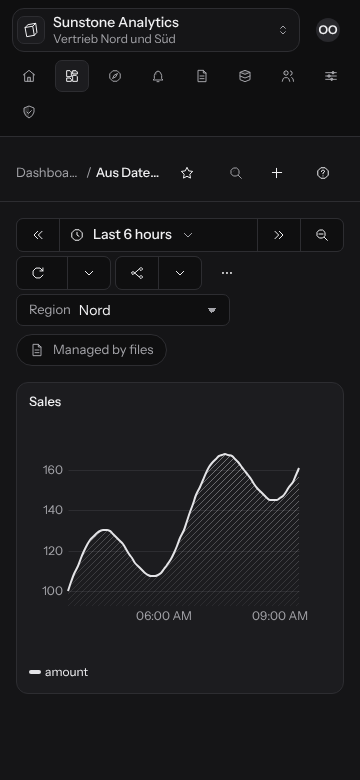 Sunstone Analytics
Vertrieb Nord und Süd
OO
Dashboa... / Aus Date...
Last 6 hours
Region Nord
Managed by files
Sales
160
140
120
100
06:00 AM 09:00 AM
amount